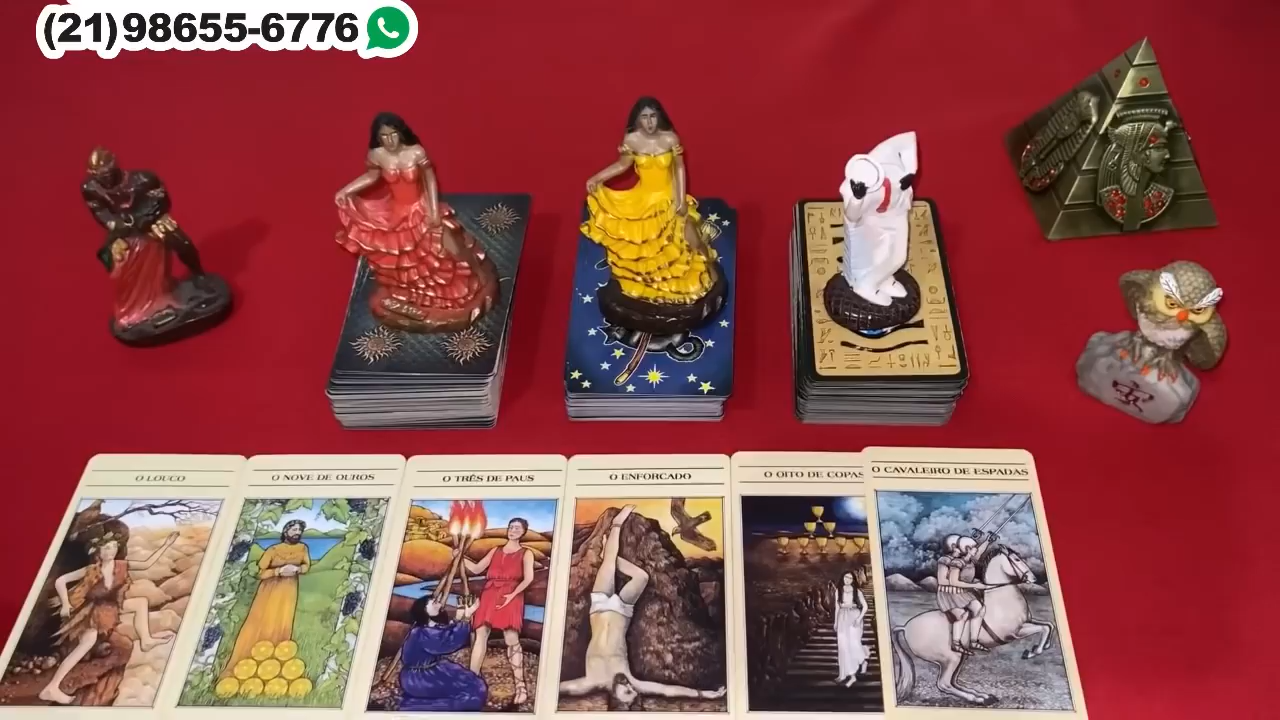 (21)98655-6776
O LOUCO
O NOVE DE OUROS
O TRÊS DE PAUS
O ENFORCADO
O OITO DE COPAS
O CAVALEIRO DE ESPADAS